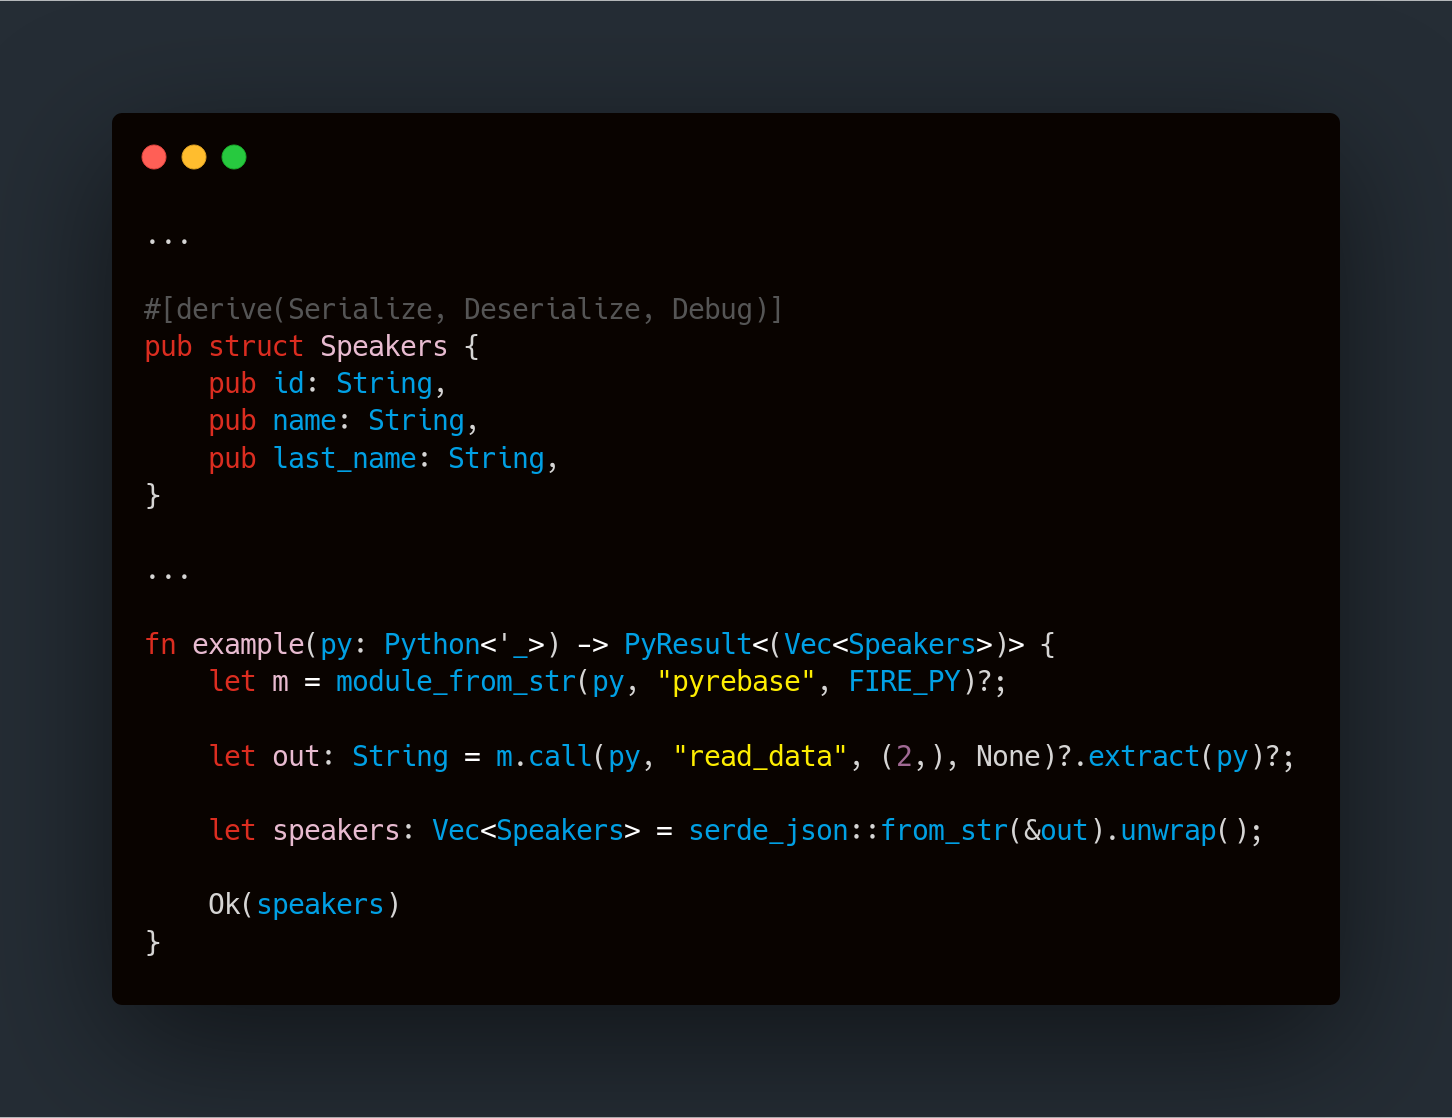 ...
#[derive(Serialize, Deserialize, Debug)]
pub struct Speakers {
    pub id: String,
    pub name: String,
    pub last_name: String,
}
...
fn example(py: Python<'_>) -> PyResult<(Vec<Speakers>)> {
    let m = module_from_str(py, "pyrebase", FIRE_PY)?;
    let out: String = m.call(py, "read_data", (2,), None)?.extract(py)?;
    let speakers: Vec<Speakers> = serde_json::from_str(&out).unwrap();
    Ok(speakers)
}